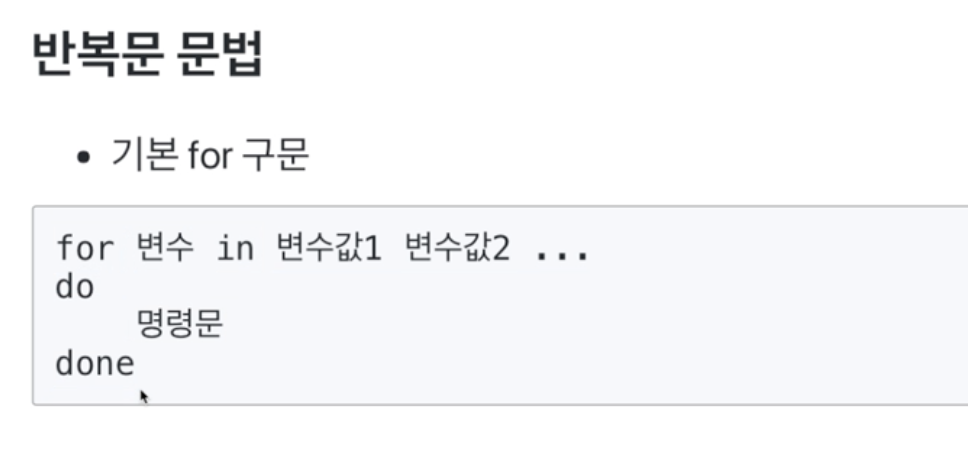 반복문 문법
• 기본 for 구문
for 변수 in 변수값1 변수값2 ...
do
    명령문
done